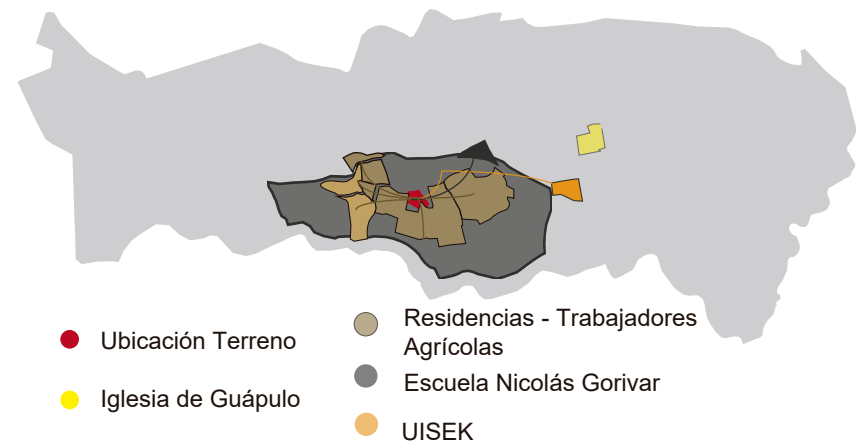 Ubicación Terreno
Iglesia de Guápulo
Residencias - Trabajadores
Agrícolas
Escuela Nicolás Gorivar
UISEK